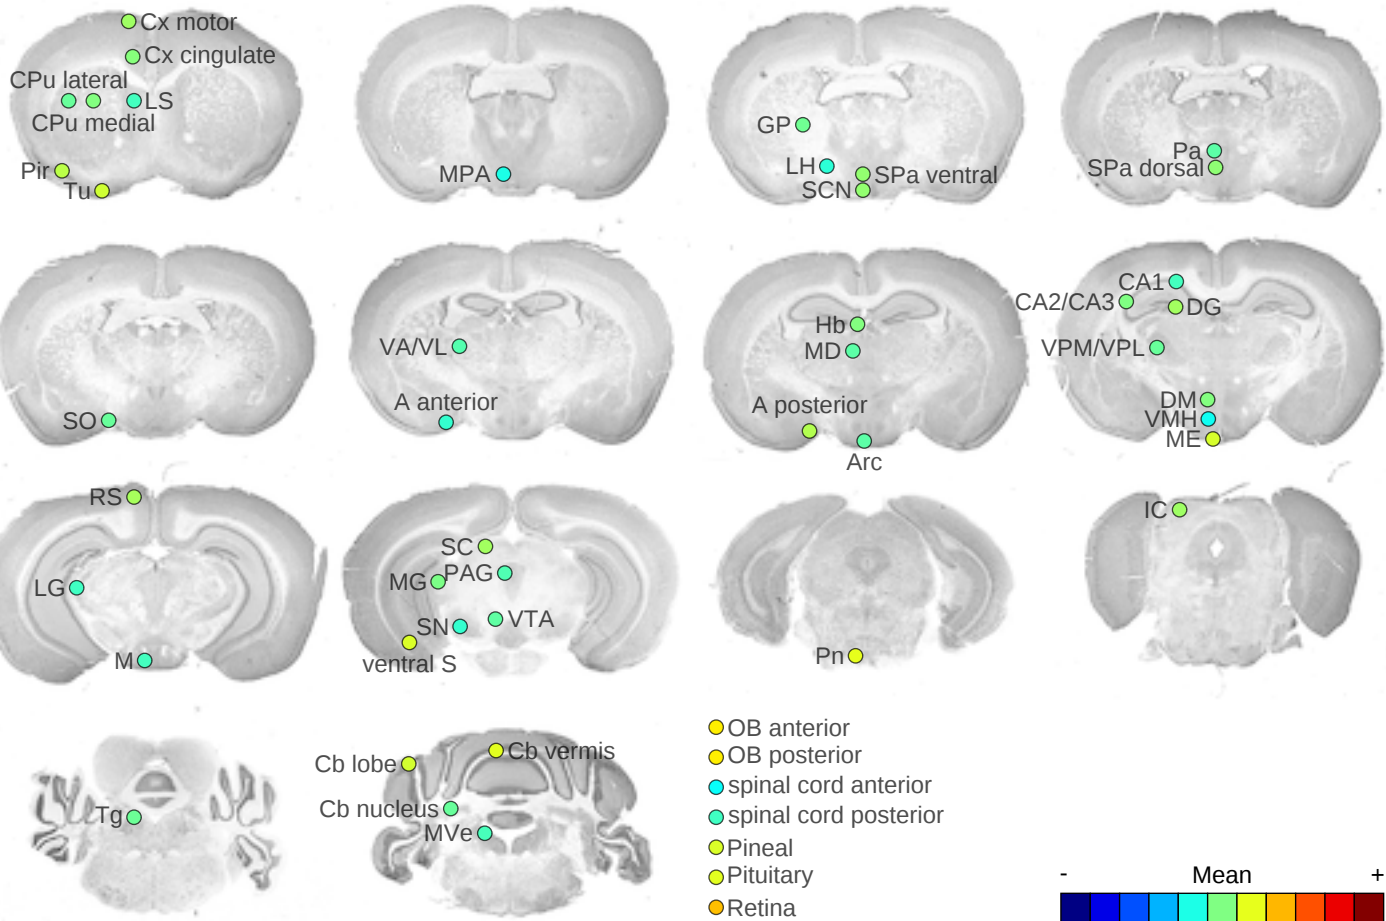 Cx motor
Cx cingulate
CPu lateral
LS
CPu medial
Pir
Tu
MPA
GP
LH
SPa ventral
SCN
Pa
SPa dorsal
SO
VA/VL
A anterior
Hb
MD
A posterior
Arc
CA1
CA2/CA3
DG
VPM/VPL
DM
VMH
ME
RS
LG
M
SC
MG
PAG
SN
VTA
ventral S
Pn
IC
Tg
Cb lobe
Cb vermis
Cb nucleus
MVe
OB anterior
OB posterior
spinal cord anterior
spinal cord posterior
Pineal
Pituitary
Retina
- Mean +